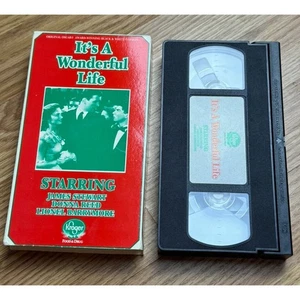 It's A
Wonderful
Life
STARRING
JAMES STEWART
DONNA REED
LIONEL BARRYMORE
Kroger
It's A Wonderful Life